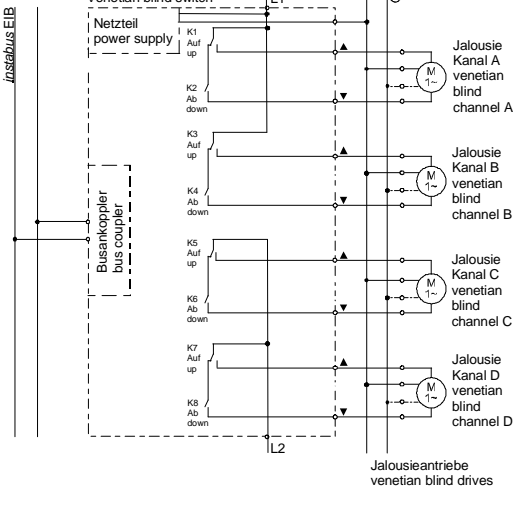 venetian blind switch
L1
instabus EIB
Netzteil
power supply
K1
Auf
up
K2
Ab
down
M
1~
Jalousie
Kanal A
venetian
blind
channel A
K3
Auf
up
K4
Ab
down
M
1~
Jalousie
Kanal B
venetian
blind
channel B
Busankoppler
bus coupler
K5
Auf
up
K6
Ab
down
M
1~
Jalousie
Kanal C
venetian
blind
channel C
K7
Auf
up
K8
Ab
down
M
1~
Jalousie
Kanal D
venetian
blind
channel D
L2
Jalousieantriebe
venetian blind drives